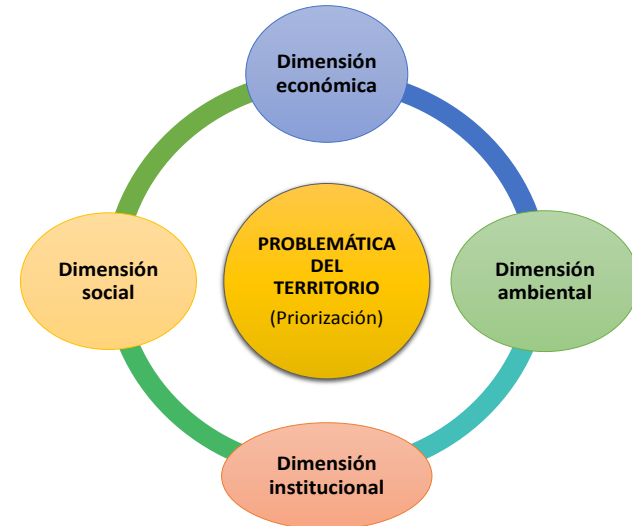 Dimensión
económica
Dimensión
social
PROBLEMÁTICA
DEL
TERRITORIO
(Priorización)
Dimensión
ambiental
Dimensión
institucional